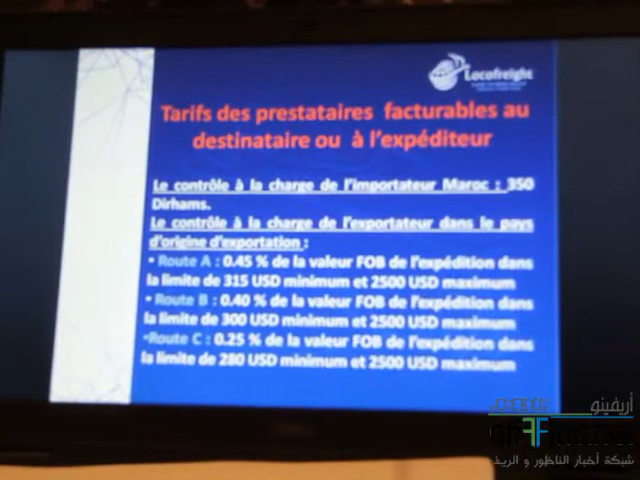 Locofreight
Tarifs des prestataires facturables au
destinataire ou à l'expéditeur
Le contrôle à la charge de l'importateur Maroc : 350
Dirhams.
Le contrôle à la charge de l'exportateur dans le pays
d'origine d'exportation :
• Route A : 0.45 % de la valeur FOB de l'expédition dans
la limite de 315 USD minimum et 2500 USD maximum
• Route B : 0.40 % de la valeur FOB de l'expédition dans
la limite de 300 USD minimum et 2500 USD maximum
•Route C : 0.25 % de la valeur FOB de l'expédition dans
la limite de 280 USD minimum et 2500 USD maximum
أريفينو
شبكة أخبار الناظور و الريف